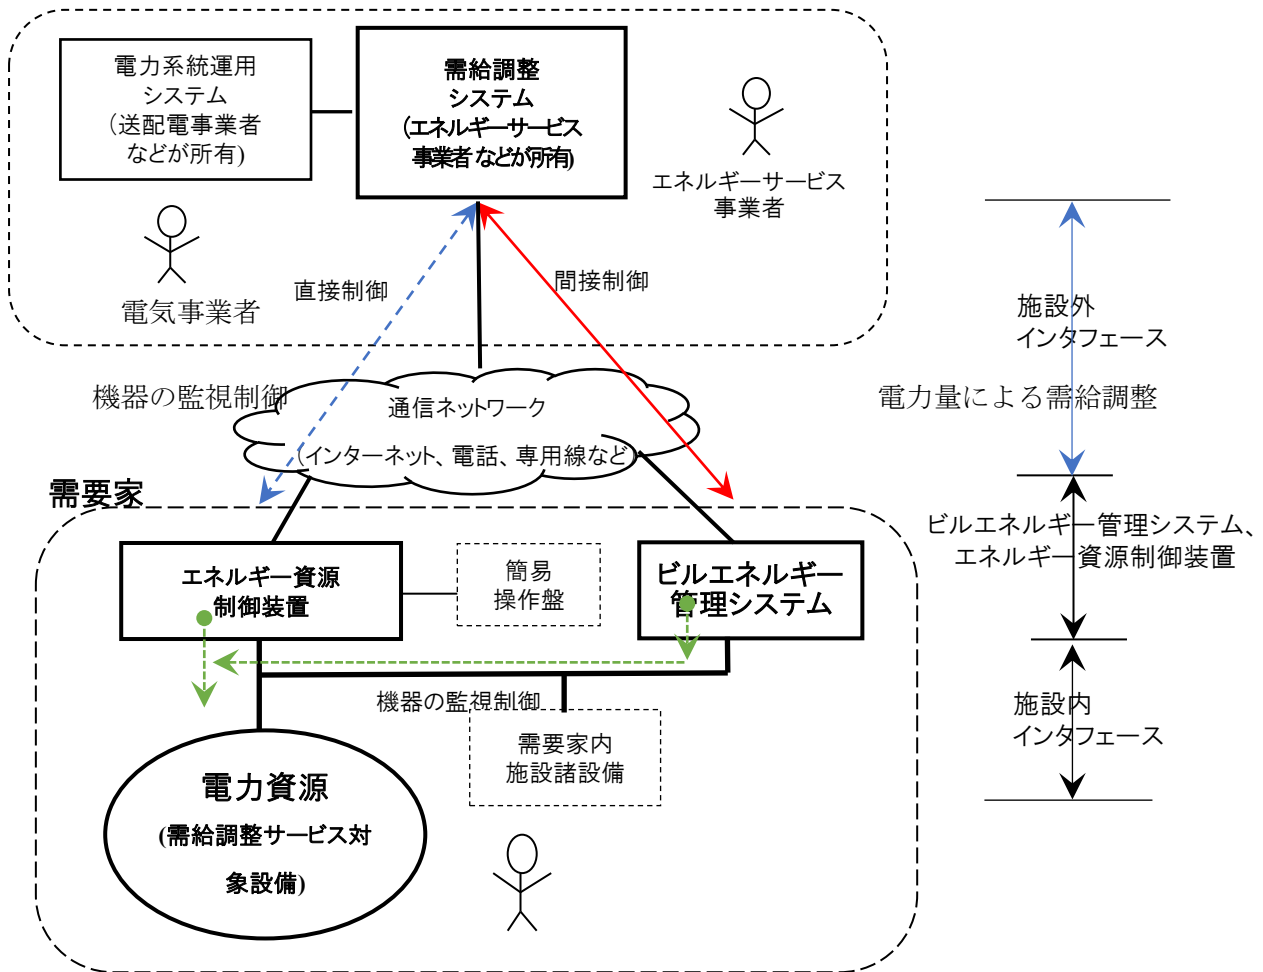 電力系統運用
システム
（送配電事業者
などが所有)
需給調整
システム
（エネルギーサービス
事業者 などが所有)
エネルギーサービス
事業者
電気事業者
直接制御
間接制御
施設外
インタフェース
機器の監視制御
電力量による需給調整
通信ネットワーク
（インターネット、電話、専用線など）
需要家
エネルギー資源
制御装置
簡易
操作盤
ビルエネルギー
管理システム
ビルエネルギー管理システム、
エネルギー資源制御装置
機器の監視制御
需要家内
施設諸設備
施設内
インタフェース
電力資源
(需給調整サービス対
象設備)